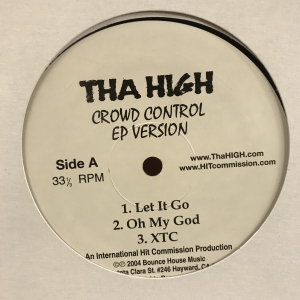 THA HIGH
CROWD CONTROL
EP VERSION
Side A
33⅓ RPM
www.ThaHIGH.com
www.HITcommission.com
1. Let It Go
2. Oh My God
3. XTC
An International Hit Commission Production
©℗ 2004 Bounce House Music
Clara St. #246 Hayward, CA